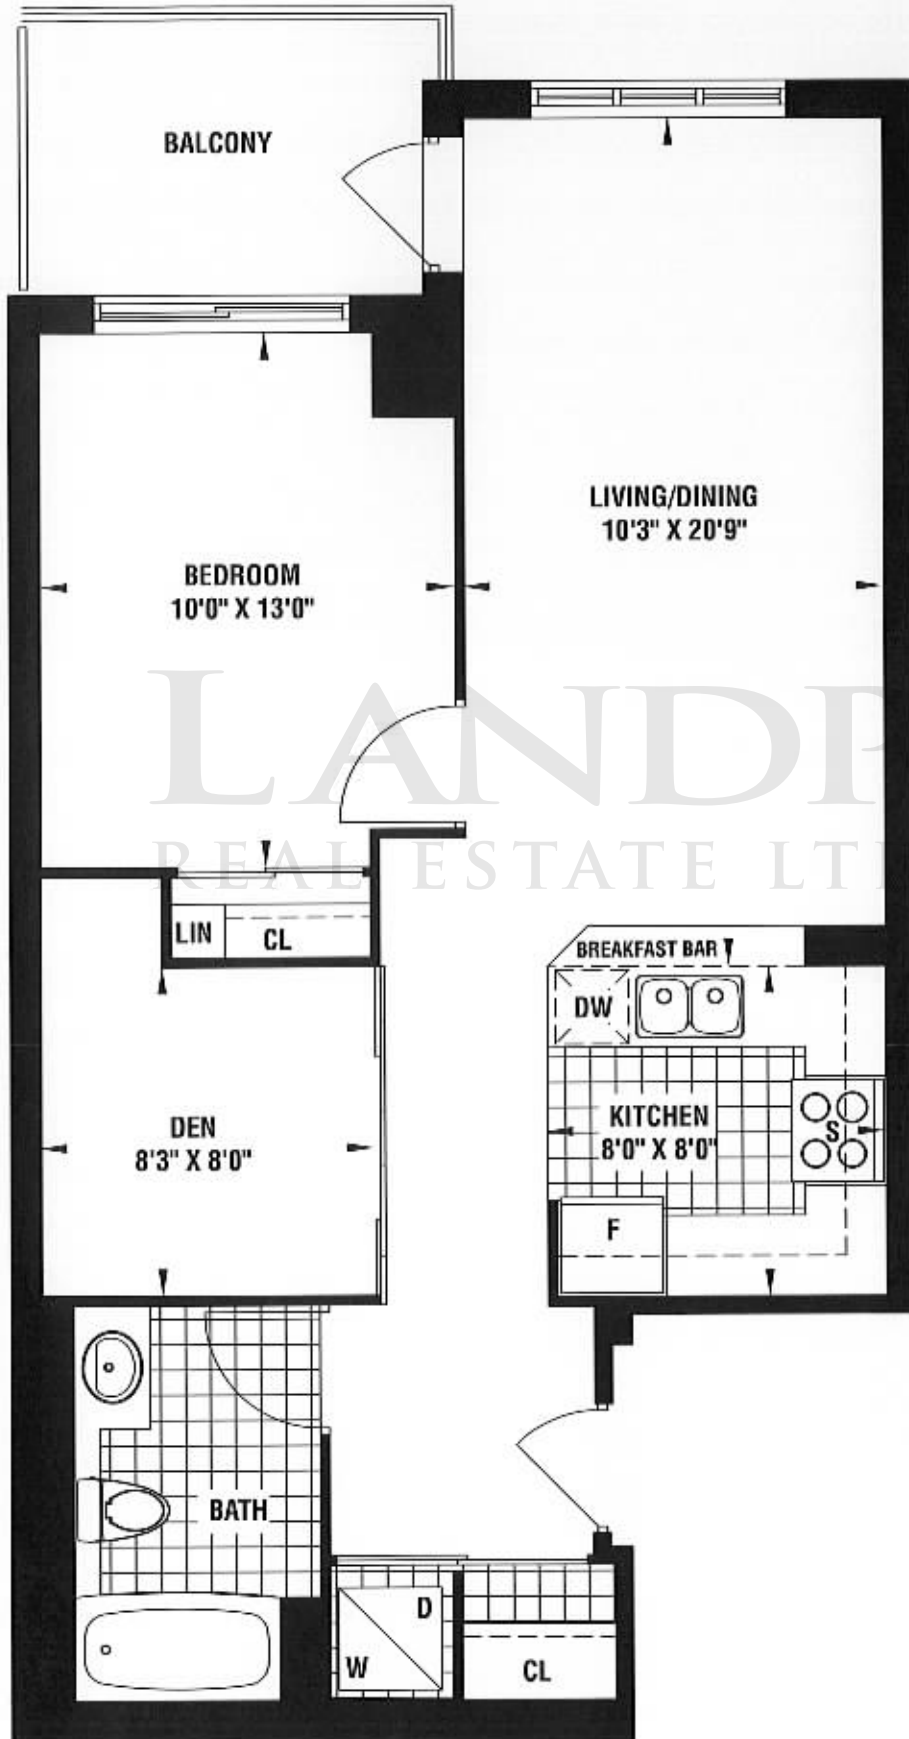 BALCONY
LIVING/DINING
10'3" X 20'9"
BEDROOM
10'0" X 13'0"
LANDP
REAL ESTATE LT
LIN
CL
BREAKFAST BAR
DW
DEN
8'3" X 8'0"
KITCHEN
8'0" X 8'0"
S
F
BATH
D
W
CL